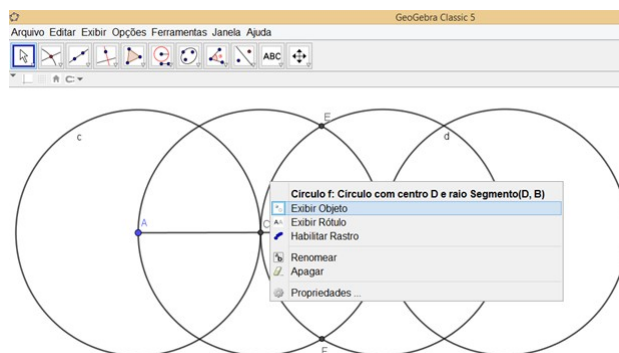 GeoGebra Classic 5
Arquivo Editar Exibir Opções Ferramentas Janela Ajuda
ABC
C:
c
E
d
Círculo f: Círculo com centro D e raio Segmento(D, B)
A
C
Exibir Objeto
Exibir Rótulo
Habilitar Rastro
Renomear
Apagar
Propriedades ...